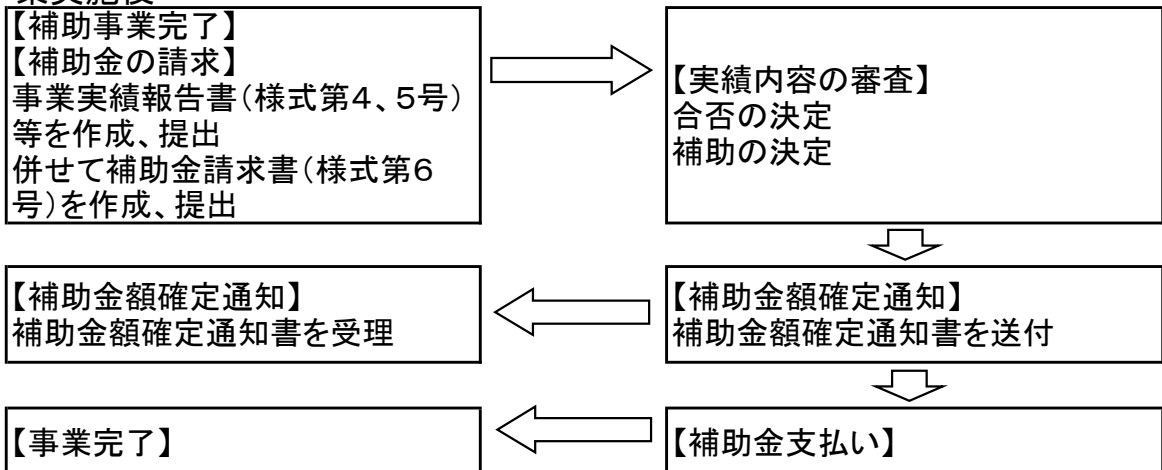 業実施後
【補助事業完了】
【補助金の請求】
事業実績報告書（様式第４、５号）
等を作成、提出
併せて補助金請求書（様式第６
号）を作成、提出
【実績内容の審査】
合否の決定
補助の決定
【補助金額確定通知】
補助金額確定通知書を受理
【補助金額確定通知】
補助金額確定通知書を送付
【事業完了】
【補助金支払い】